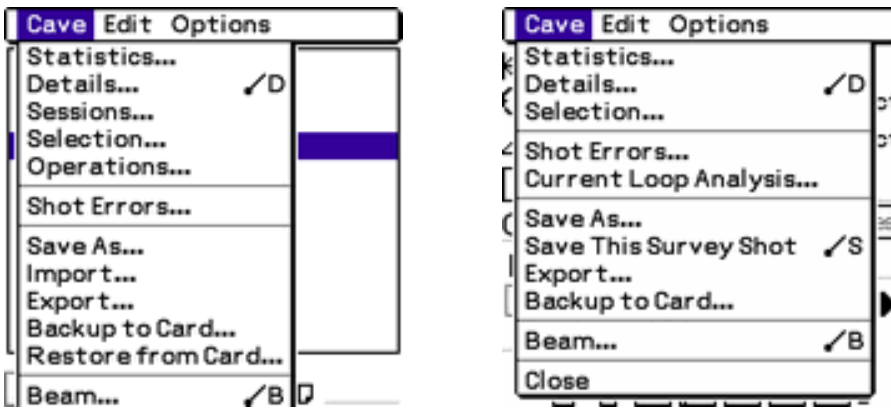 Cave Edit Options
Statistics...
Details... /D
Sessions...
Selection...
Operations...
Shot Errors...
Save As...
Import...
Export...
Backup to Card...
Restore from Card...
Beam... /B
Cave Edit Options
Statistics...
Details... /D
Selection...
Shot Errors...
Current Loop Analysis...
Save As...
Save This Survey Shot /S
Export...
Backup to Card...
Beam... /B
Close